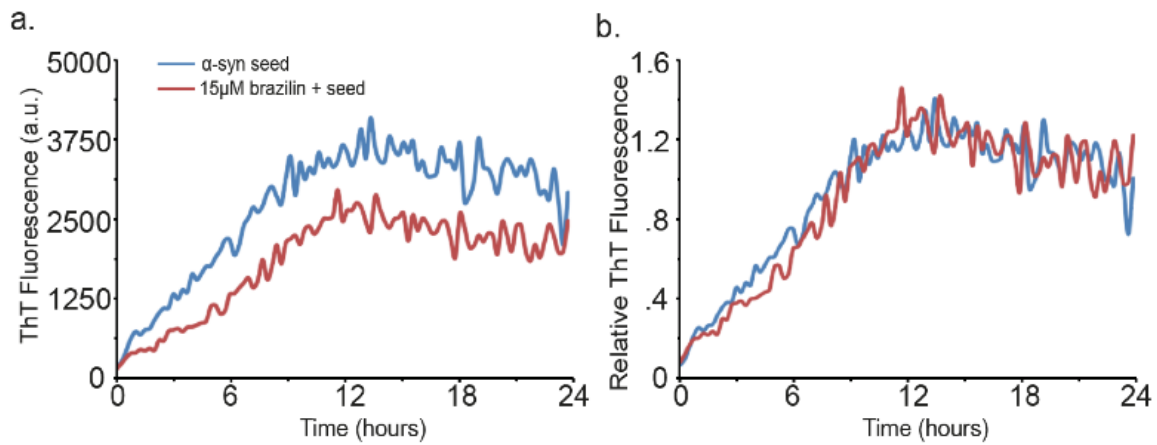 a.
5000
3750
2500
1250
0
ThT Fluorescence (a.u.)
α-syn seed
15μM brazilin + seed
0 6 12 18 24
Time (hours)
b.
1.6
1.2
.8
.4
0
Relative ThT Fluorescence
0 6 12 18 24
Time (hours)